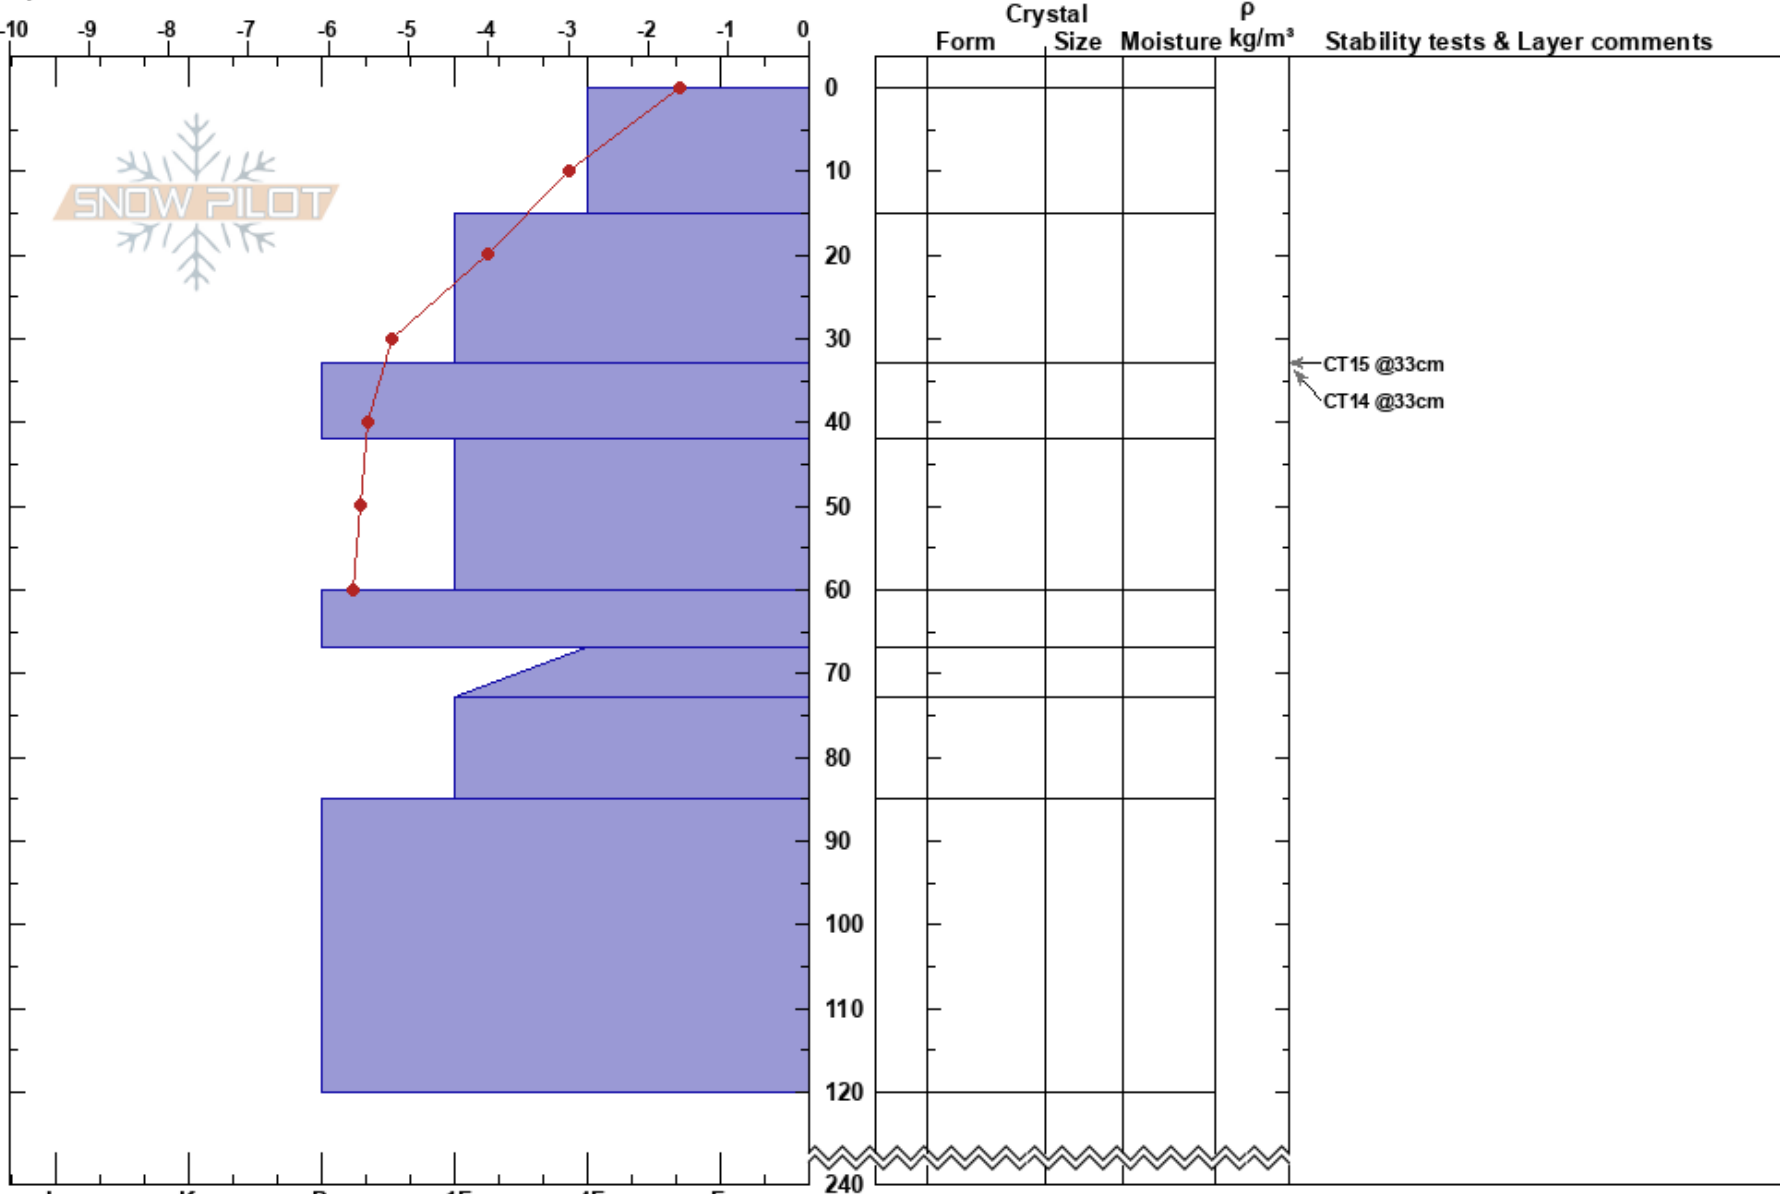 Crystal ρ
-10 -9 -8 -7 -6 -5 -4 -3 -2 -1 0
Form Size Moisture kg/m³ Stability tests & Layer comments
0
SNOW PILOT
10
20
30
CT15 @33cm
CT14 @33cm
40
50
60
70
80
90
100
110
120
240